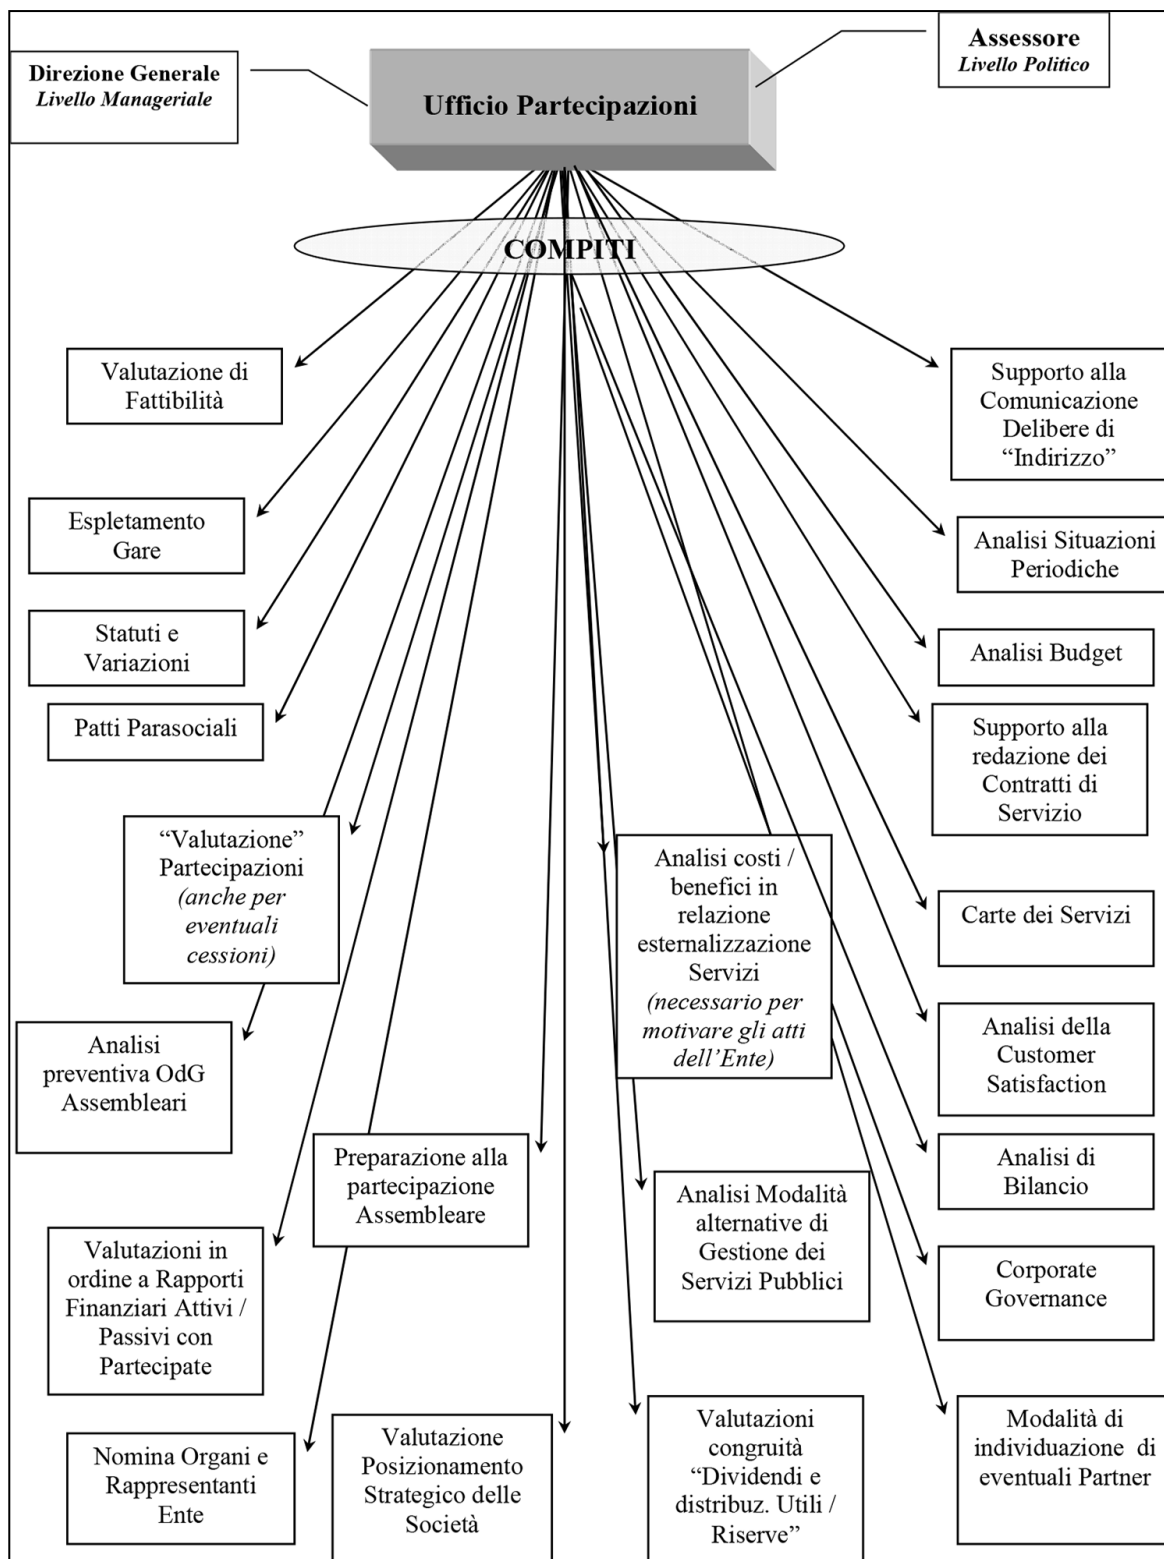 Direzione Generale
Livello Manageriale
Ufficio Partecipazioni
Assessore
Livello Politico
COMPITI
Valutazione di
Fattibilità
Espletamento
Gare
Statuti e
Variazioni
Patti Parasociali
“Valutazione”
Partecipazioni
(anche per
eventuali
cessioni)
Analisi
preventiva OdG
Assembleari
Preparazione alla
partecipazione
Assembleare
Valutazioni in
ordine a Rapporti
Finanziari Attivi /
Passivi con
Partecipate
Nomina Organi e
Rappresentanti
Ente
Valutazione
Posizionamento
Strategico delle
Società
Analisi costi /
benefici in
relazione
esternalizzazione
Servizi
(necessario per
motivare gli atti
dell’Ente)
Analisi Modalità
alternative di
Gestione dei
Servizi Pubblici
Valutazioni
congruità
“Dividendi e
distribuz. Utili /
Riserve”
Supporto alla
Comunicazione
Delibere di
“Indirizzo”
Analisi Situazioni
Periodiche
Analisi Budget
Supporto alla
redazione dei
Contratti di
Servizio
Carte dei Servizi
Analisi della
Customer
Satisfaction
Analisi di
Bilancio
Corporate
Governance
Modalità di
individuazione di
eventuali Partner